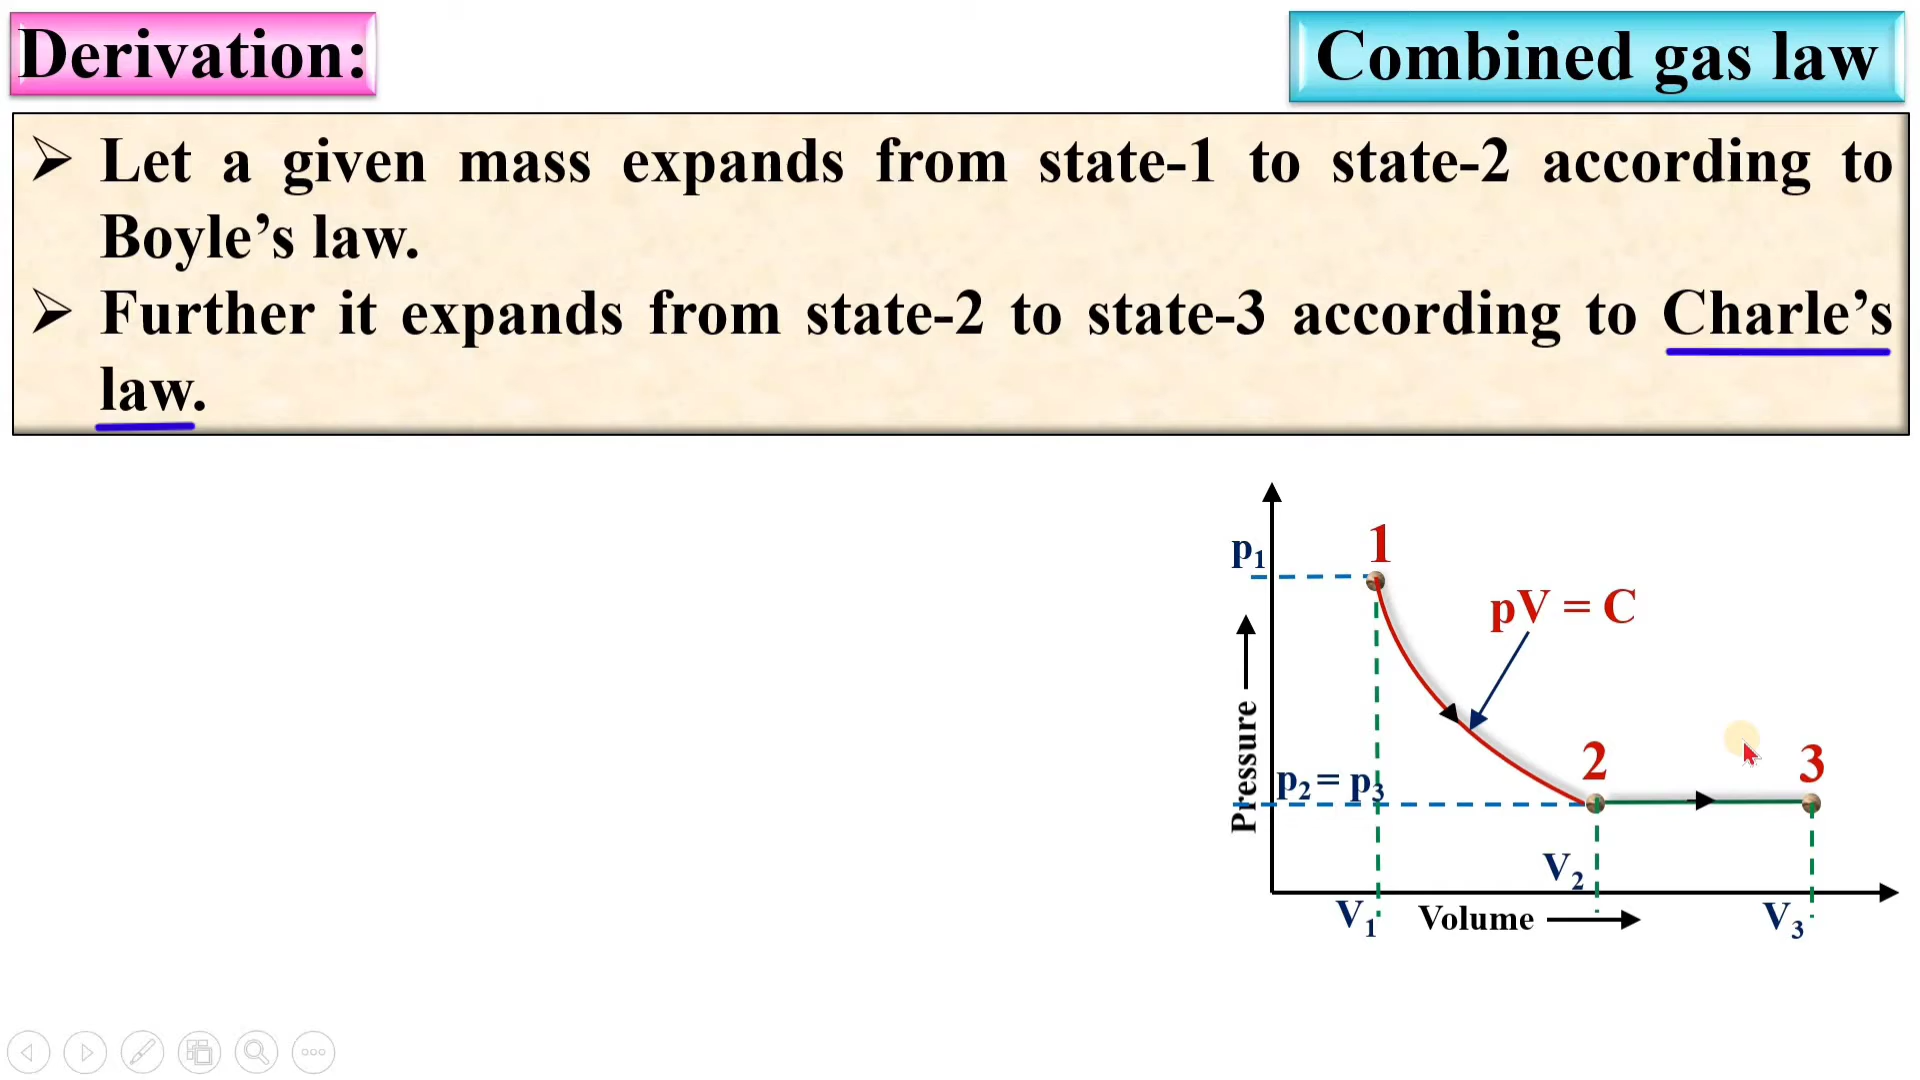 Derivation:
Combined gas law
➢ Let a given mass expands from state-1 to state-2 according to
Boyle’s law.
➢ Further it expands from state-2 to state-3 according to Charle’s
law.
p₁
1
pV = C
Pressure
p₂ = p₃
2
3
V₂
V₁
Volume
V₃